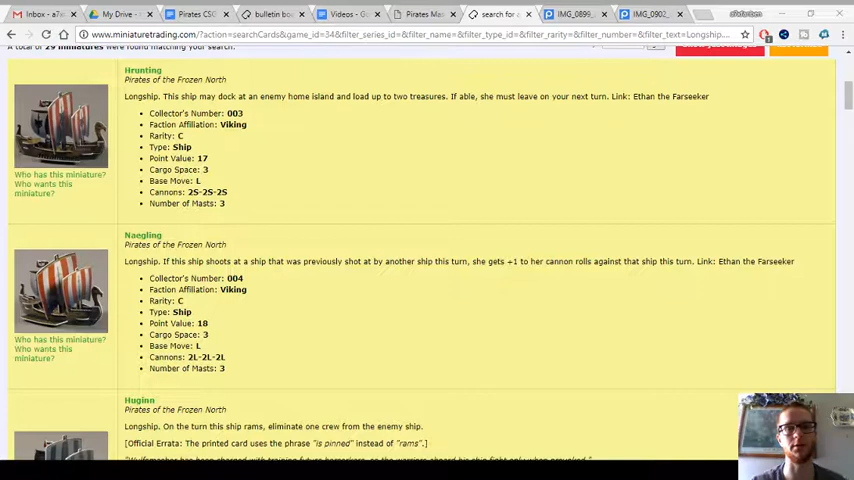 Inbox - a7x
My Drive -
Pirates CSG
bulletin boa
Videos - Go
Pirates Mas
search for c
IMG_0899_
IMG_0902_
www.miniaturetrading.com/?action=searchCards&game_id=34&filter_series_id=&filter_name=&filter_type_id=&filter_rarity=&filter_number=&filter_text=Longship.
A total of 29 miniatures were found matching your search.
Hrunting
Pirates of the Frozen North
Longship. This ship may dock at an enemy home island and load up to two treasures. If able, she must leave on your next turn. Link: Ethan the Farseeker
• Collector's Number: 003
• Faction Affiliation: Viking
• Rarity: C
• Type: Ship
• Point Value: 17
• Cargo Space: 3
• Base Move: L
• Cannons: 2S-2S-2S
• Number of Masts: 3
Who has this miniature?
Who wants this
miniature?
Naegling
Pirates of the Frozen North
Longship. If this ship shoots at a ship that was previously shot at by another ship this turn, she gets +1 to her cannon rolls against that ship this turn. Link: Ethan the Farseeker
• Collector's Number: 004
• Faction Affiliation: Viking
• Rarity: C
• Type: Ship
• Point Value: 18
• Cargo Space: 3
• Base Move: L
• Cannons: 2L-2L-2L
• Number of Masts: 3
Who has this miniature?
Who wants this
miniature?
Huginn
Pirates of the Frozen North
Longship. On the turn this ship rams, eliminate one crew from the enemy ship.
[Official Errata: The printed card uses the phrase "is pinned" instead of "rams".]